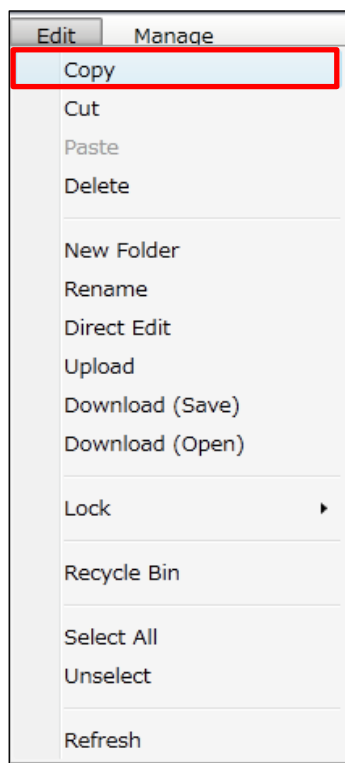 Edit Manage
Copy
Cut
Paste
Delete
New Folder
Rename
Direct Edit
Upload
Download (Save)
Download (Open)
Lock
Recycle Bin
Select All
Unselect
Refresh